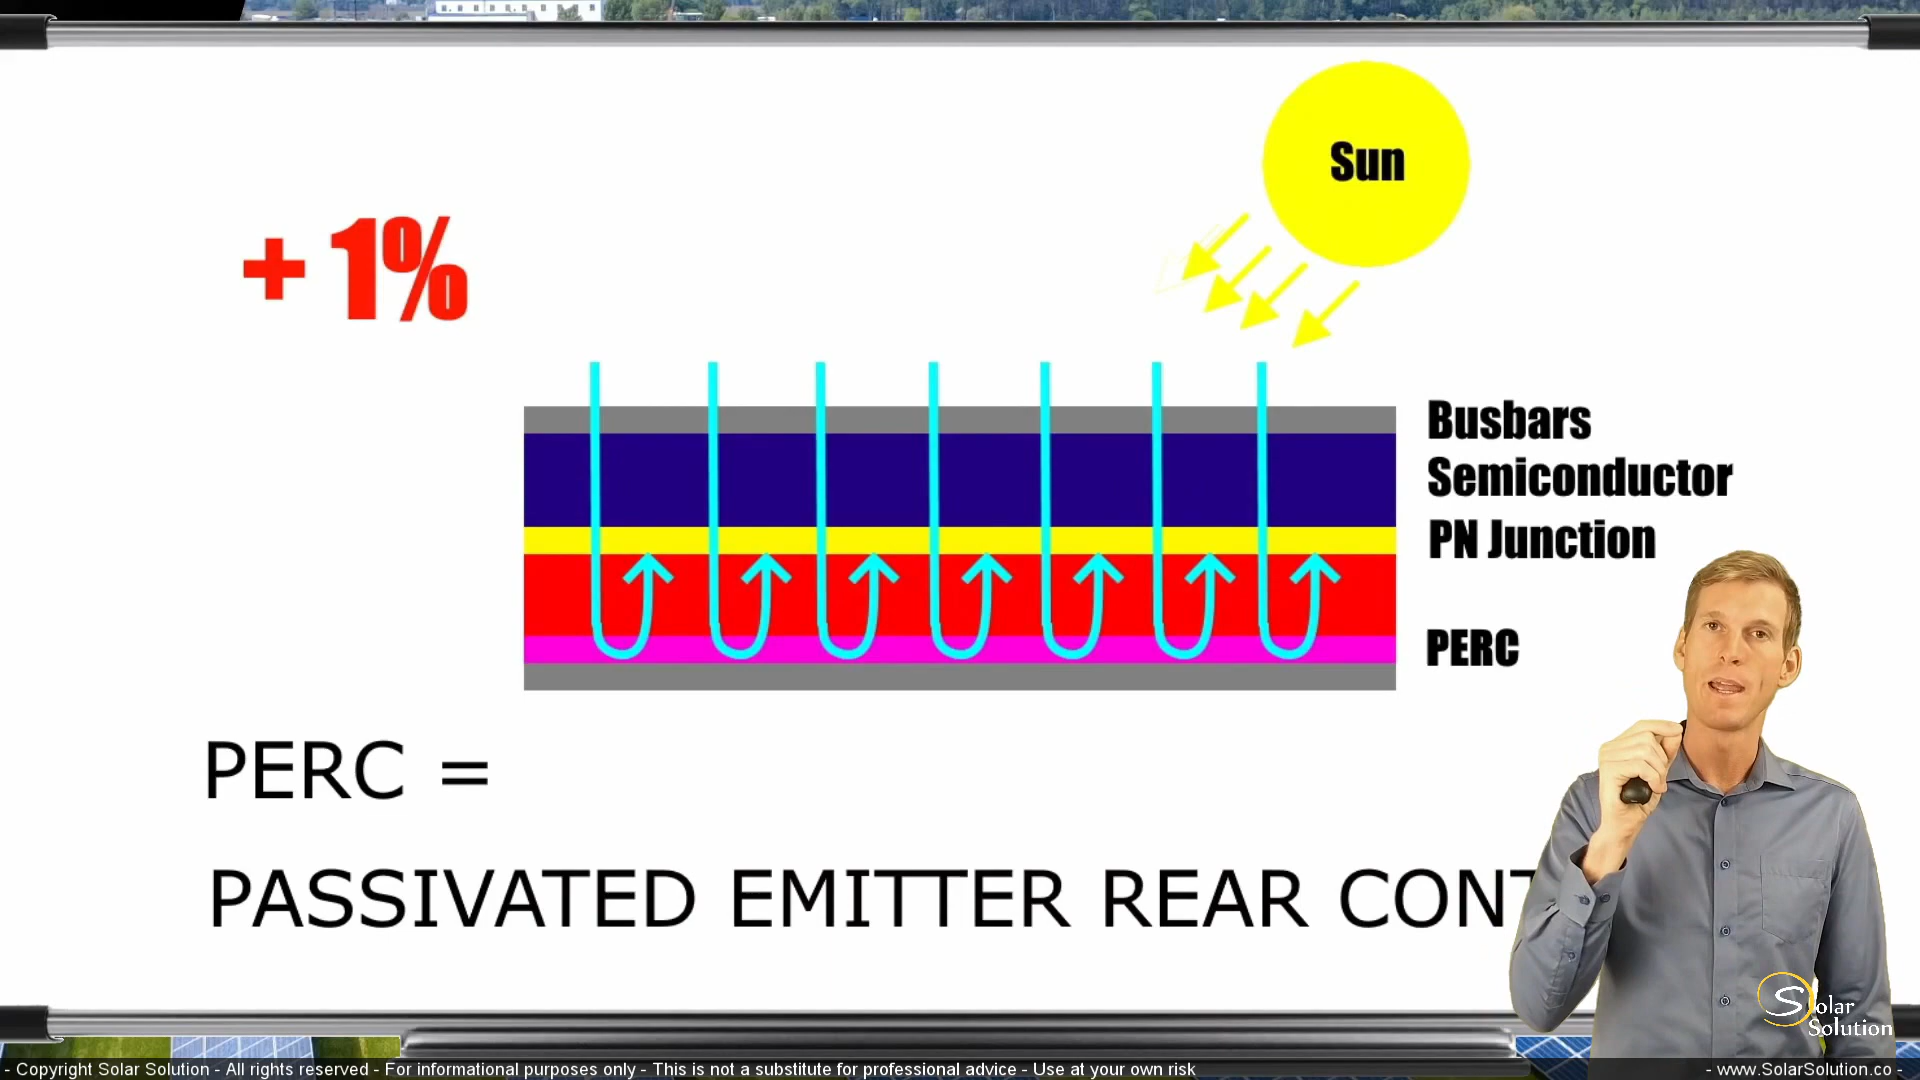 Sun
+ 1%
Busbars
Semiconductor
PN Junction
PERC
PERC =
PASSIVATED EMITTER REAR CONT
Solar
Solution
- Copyright Solar Solution - All rights reserved - For informational purposes only - This is not a substitute for professional advice - Use at your own risk
- www.SolarSolution.co -